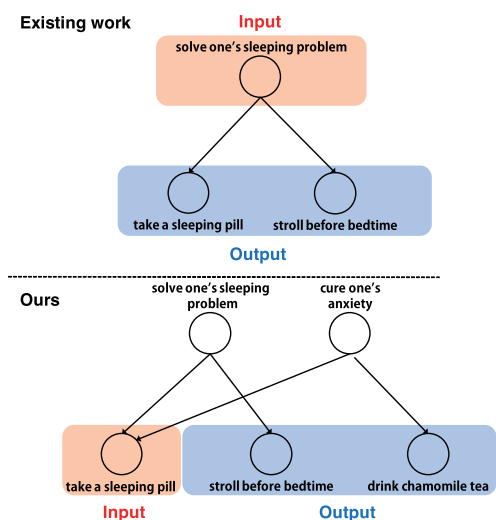 Existing work
Input
solve one's sleeping problem
take a sleeping pill
stroll before bedtime
Output
Ours
solve one's sleeping
problem
cure one's
anxiety
take a sleeping pill
stroll before bedtime
drink chamomile tea
Input
Output